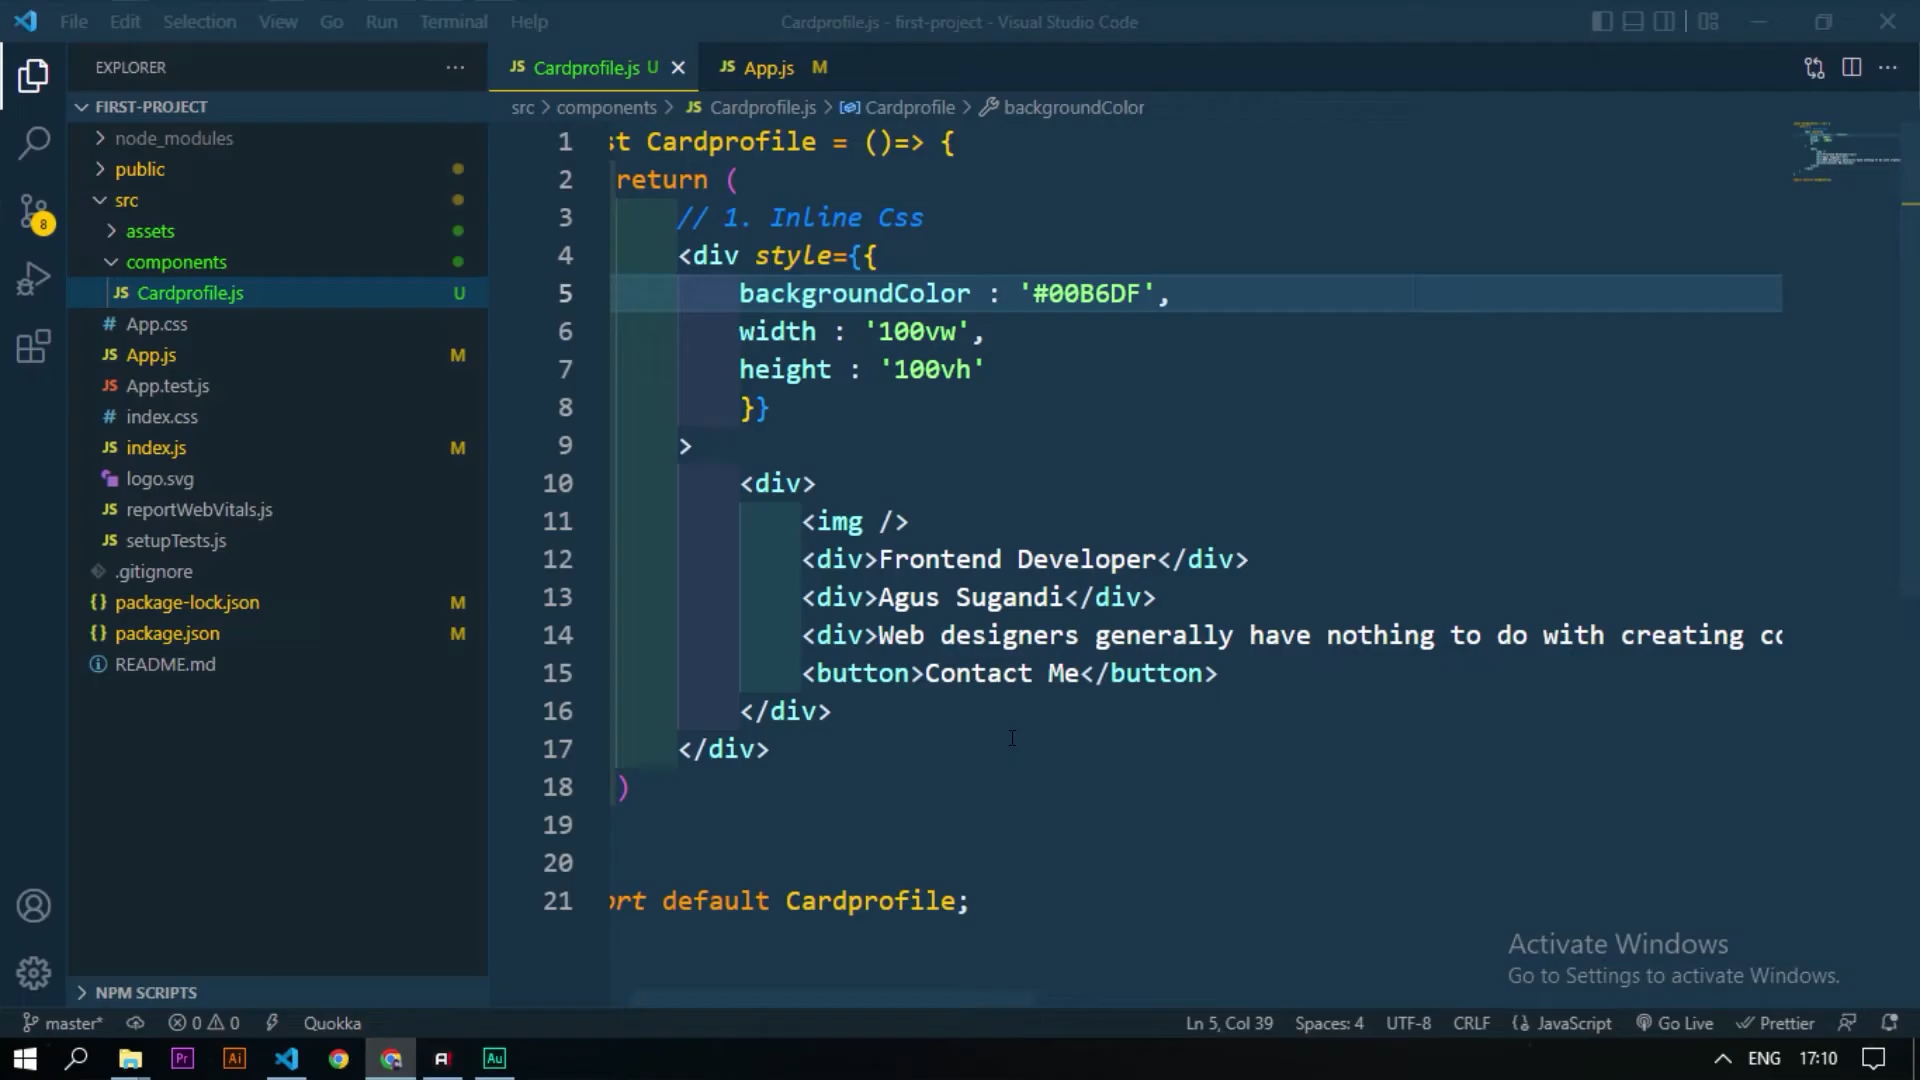 File Edit Selection View Go Run Terminal Help
Cardprofile.js - first-project - Visual Studio Code
EXPLORER
FIRST-PROJECT
node_modules
public
src
assets
components
JS Cardprofile.js U
# App.css
JS App.js M
JS App.test.js
# index.css
JS index.js M
logo.svg
JS reportWebVitals.js
JS setupTests.js
.gitignore
{} package-lock.json M
{} package.json M
README.md
NPM SCRIPTS
8
JS Cardprofile.js U
JS App.js M
src > components > JS Cardprofile.js > Cardprofile > backgroundColor
1 st Cardprofile = ()=> {
2 return (
3 // 1. Inline Css
4 <div style={{
5 backgroundColor : '#00B6DF',
6 width : '100vw',
7 height : '100vh'
8 }}
9 >
10 <div>
11 <img />
12 <div>Frontend Developer</div>
13 <div>Agus Sugandi</div>
14 <div>Web designers generally have nothing to do with creating co
15 <button>Contact Me</button>
16 </div>
17 </div>
18 )
19
20
21 ort default Cardprofile;
Activate Windows
Go to Settings to activate Windows.
master* 0 0 Quokka
Ln 5, Col 39 Spaces: 4 UTF-8 CRLF {} JavaScript Go Live Prettier
Pr Ai Au
ENG 17:10